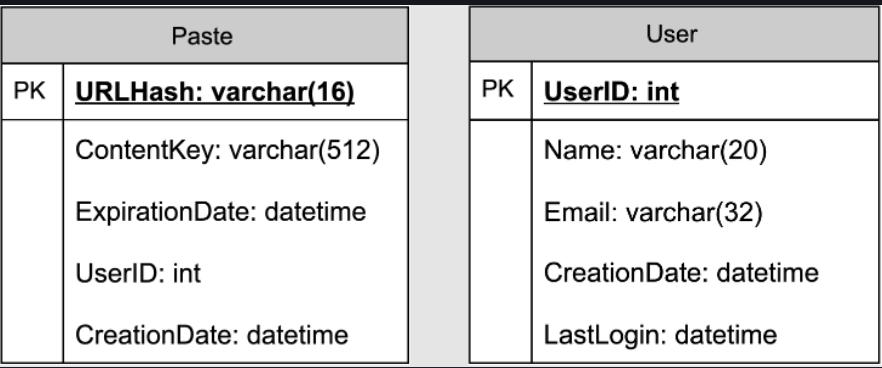 Paste
PK URLHash: varchar(16)
ContentKey: varchar(512)
ExpirationDate: datetime
UserID: int
CreationDate: datetime
User
PK UserID: int
Name: varchar(20)
Email: varchar(32)
CreationDate: datetime
LastLogin: datetime